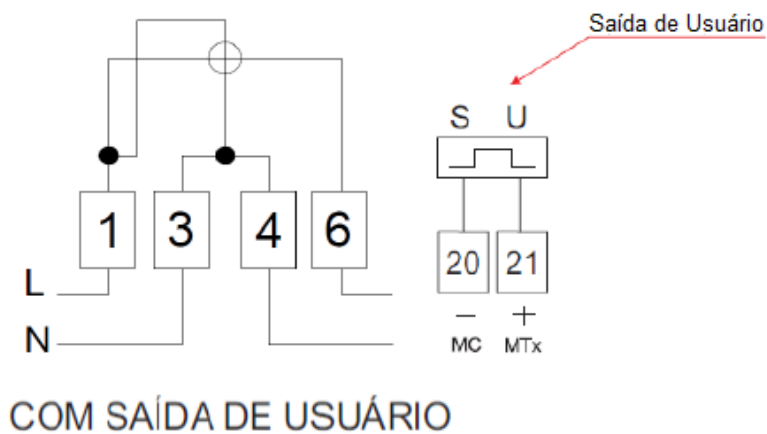 Saída de Usuário
S U
1 3 4 6
20 21
L
N
− +
MC MTx
COM SAÍDA DE USUÁRIO